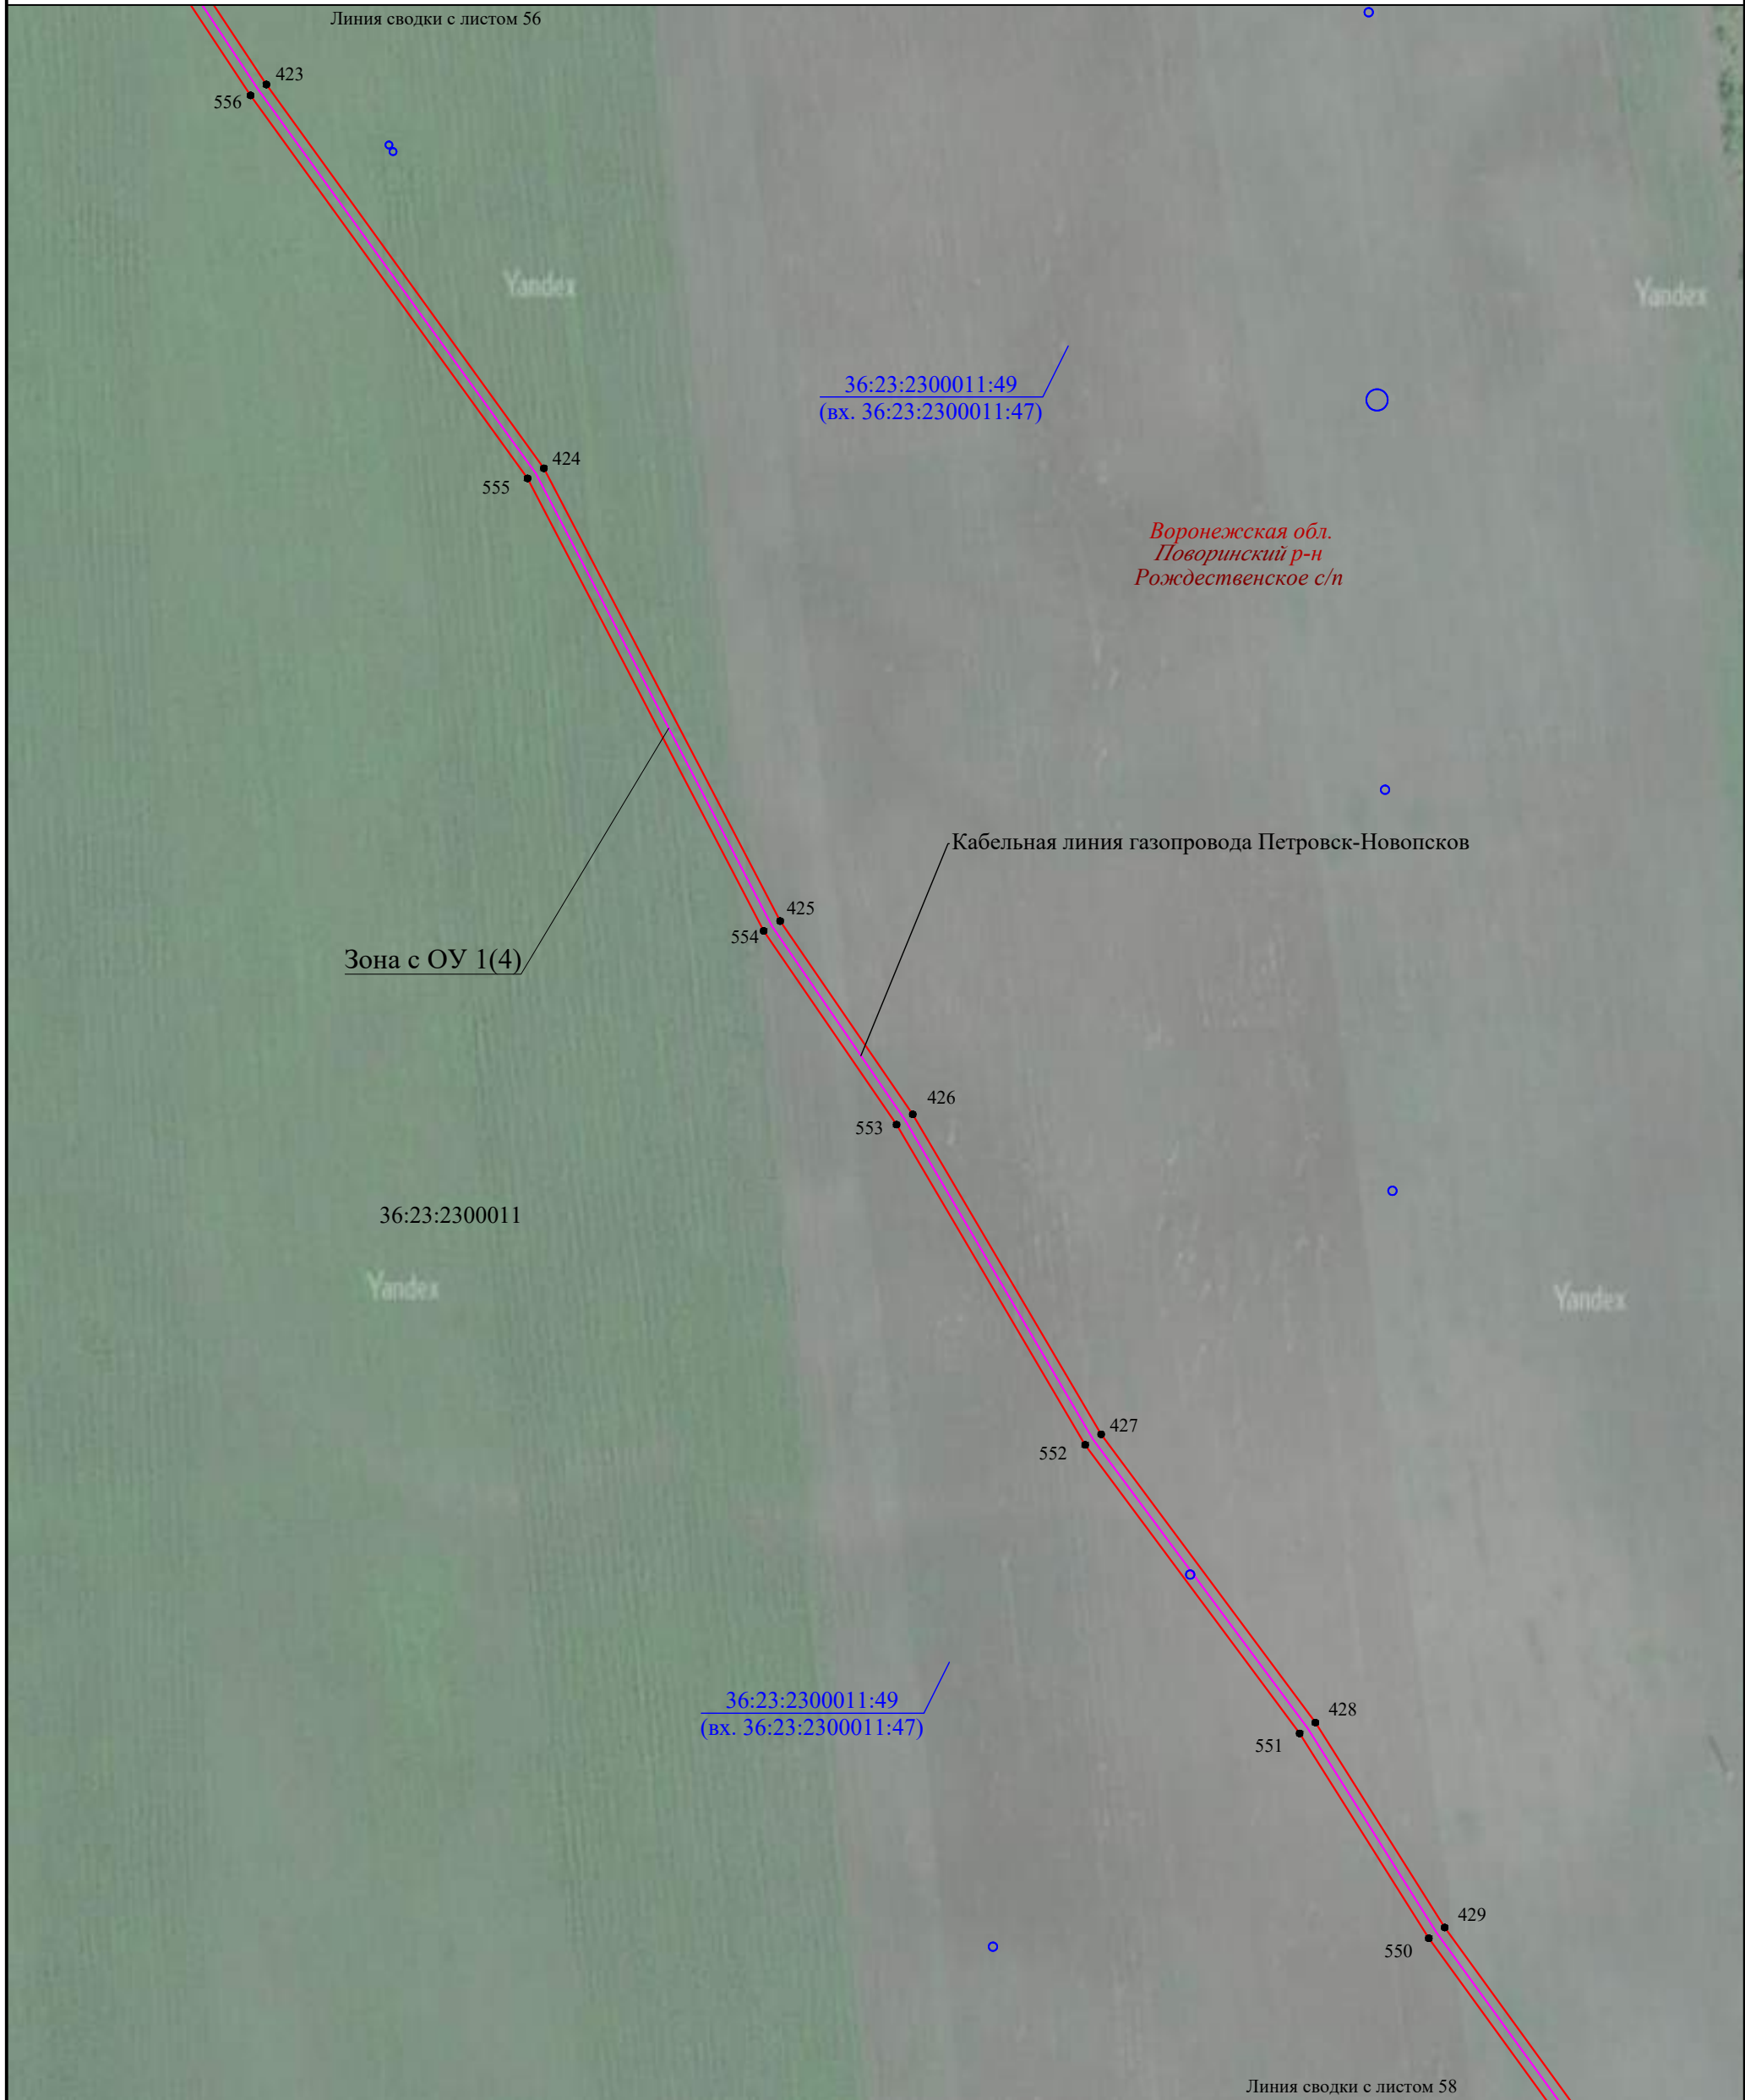 Линия сводки с листом 56
423
556
Yandex
Yandex
36:23:2300011:49
(вх. 36:23:2300011:47)
424
555
Воронежская обл.
Поворинский р-н
Рождественское с/п
Кабельная линия газопровода Петровск-Новопсков
425
554
Зона с ОУ 1(4)
426
553
36:23:2300011
Yandex
Yandex
427
552
36:23:2300011:49
(вх. 36:23:2300011:47)
428
551
429
550
Линия сводки с листом 58